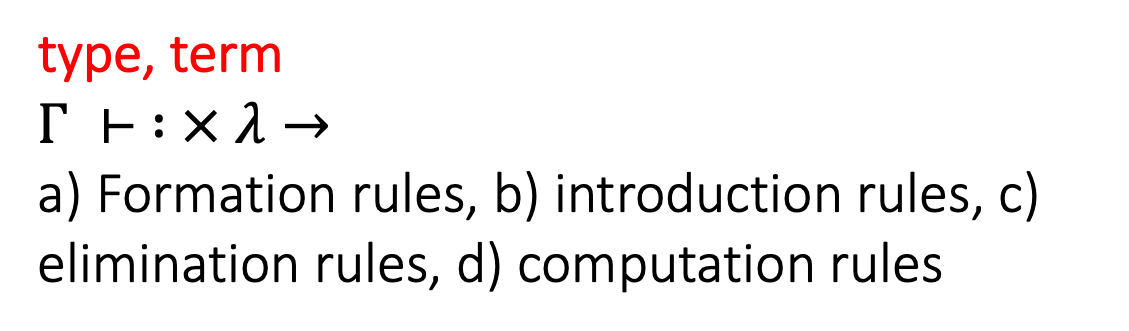 type, term
Γ ⊢ : × λ →
a) Formation rules, b) introduction rules, c)
elimination rules, d) computation rules